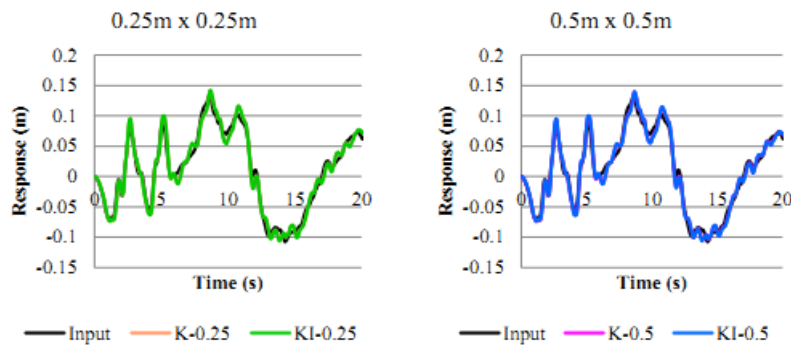 0.25m x 0.25m
0.2
0.15
0.1
0.05
0
-0.05
-0.1
-0.15
Response (m)
0 5 10 15 20
Time (s)
Input K-0.25 KI-0.25
0.5m x 0.5m
0.2
0.15
0.1
0.05
0
-0.05
-0.1
-0.15
Response (m)
0 5 10 15 20
Time (s)
Input K-0.5 KI-0.5